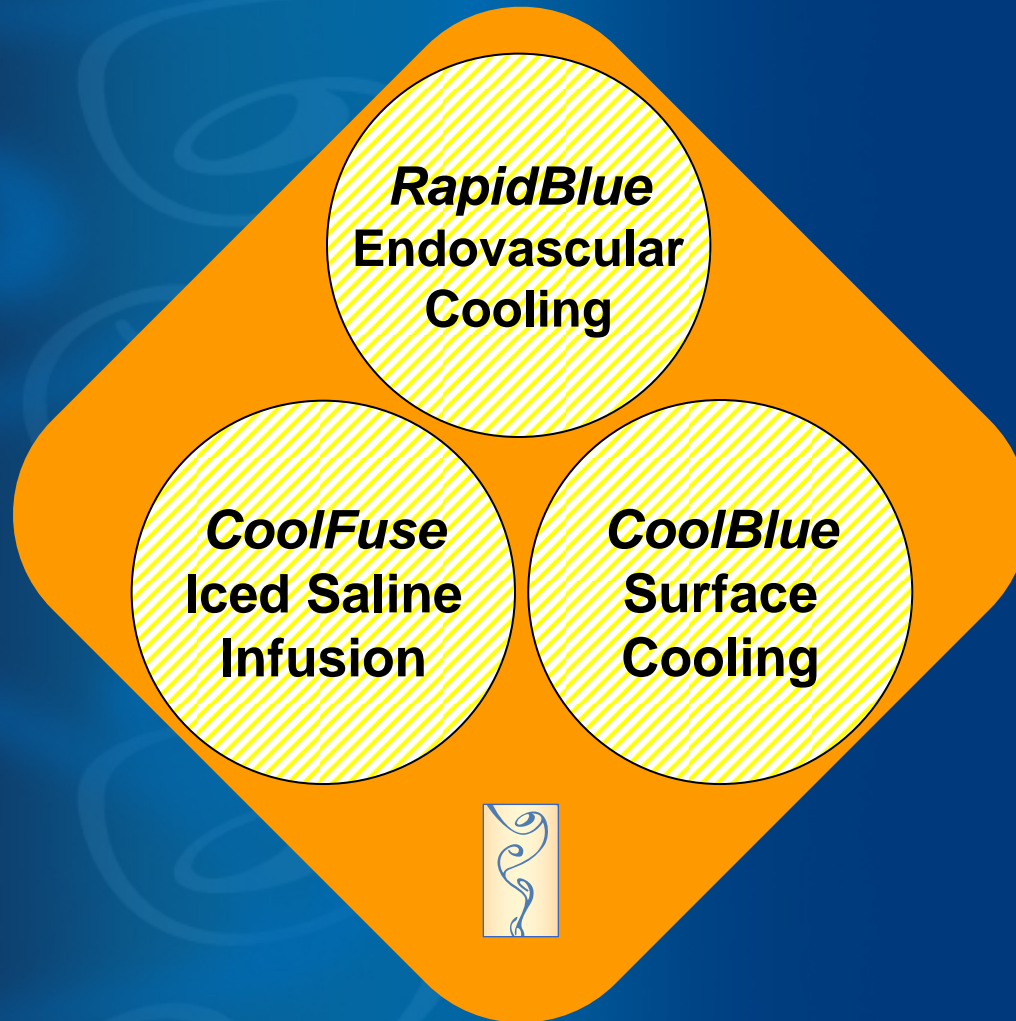 RapidBlue
Endovascular
Cooling
CoolFuse
Iced Saline
Infusion
CoolBlue
Surface
Cooling